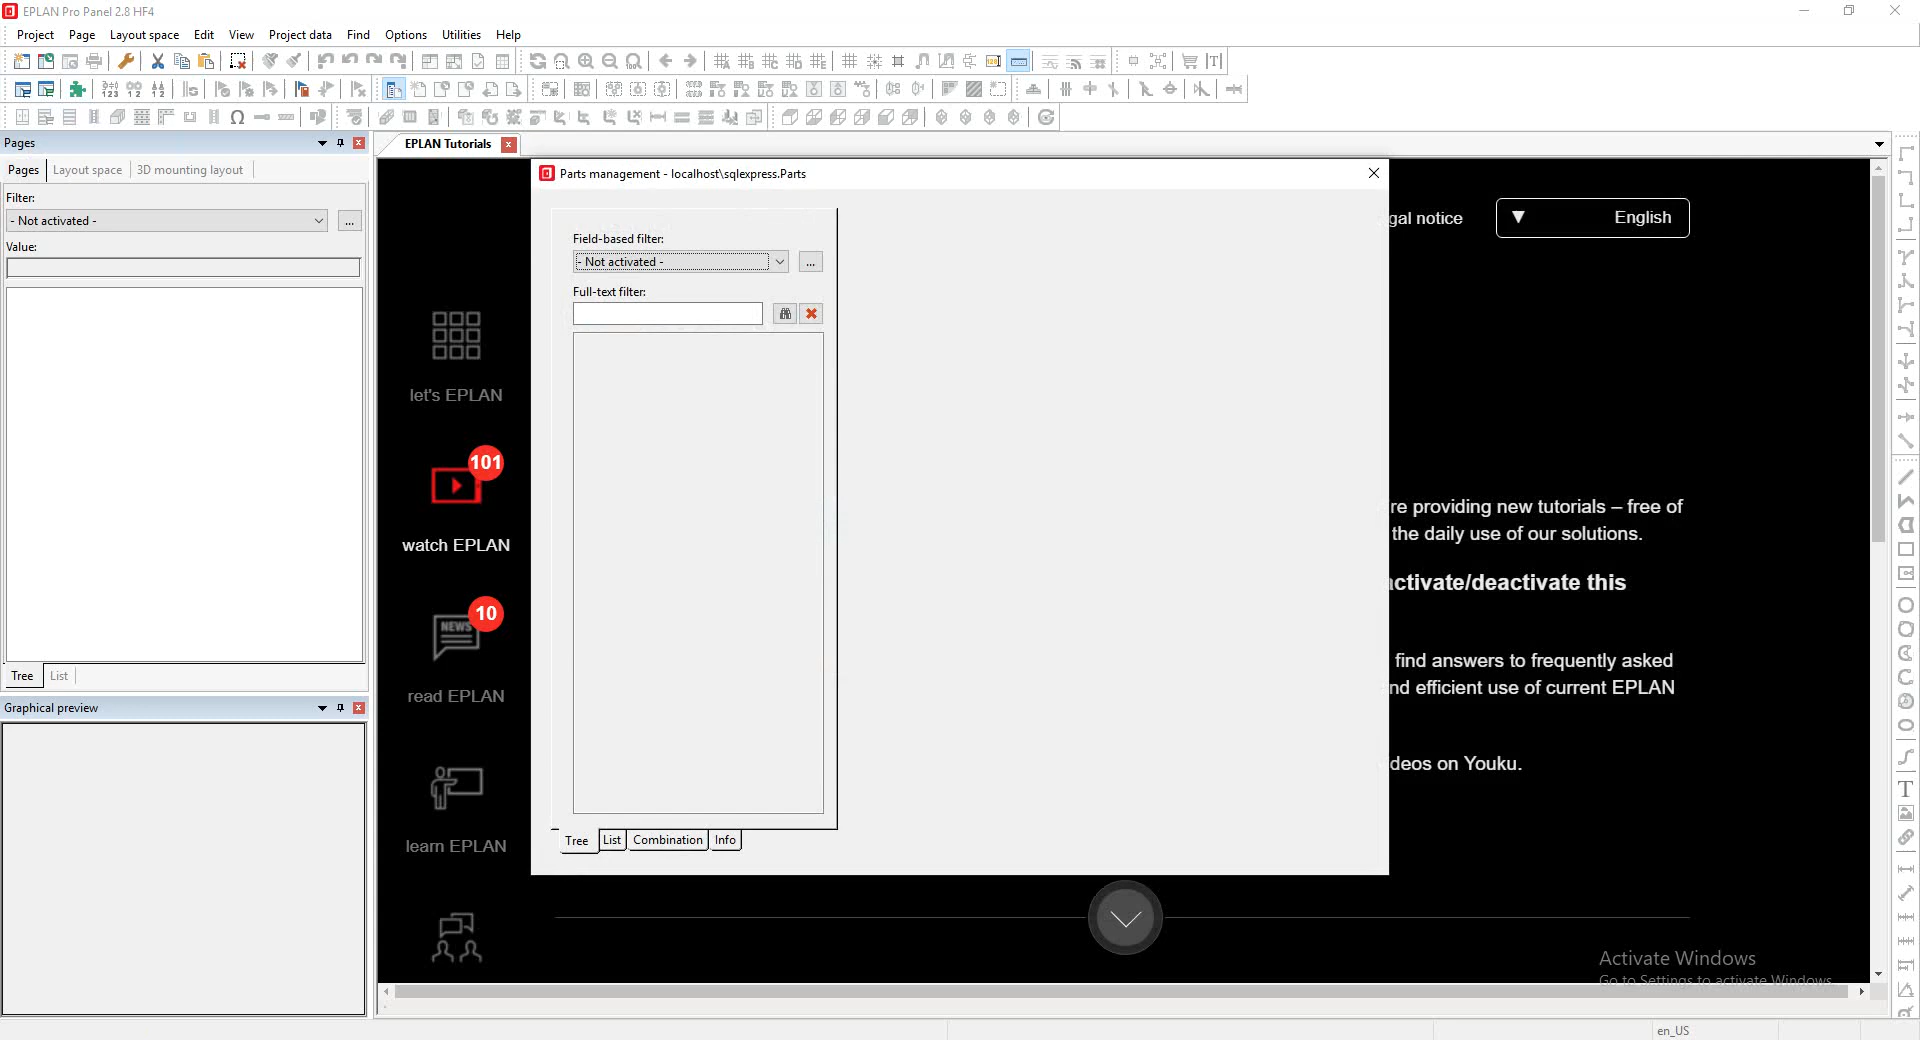 EPLAN Pro Panel 2.8 HF4
Project Page Layout space Edit View Project data Find Options Utilities Help
Pages
EPLAN Tutorials
Pages Layout space 3D mounting layout
Filter:
- Not activated -
...
Value:
Tree List
Graphical preview
Parts management - localhost\sqlexpress.Parts
Field-based filter:
- Not activated -
...
Full-text filter:
Tree List Combination Info
gal notice
English
let's EPLAN
101
watch EPLAN
10
NEWS
read EPLAN
learn EPLAN
re providing new tutorials – free of
the daily use of our solutions.
activate/deactivate this
find answers to frequently asked
nd efficient use of current EPLAN
deos on Youku.
Activate Windows
Go to Settings to activate Windows.
en_US